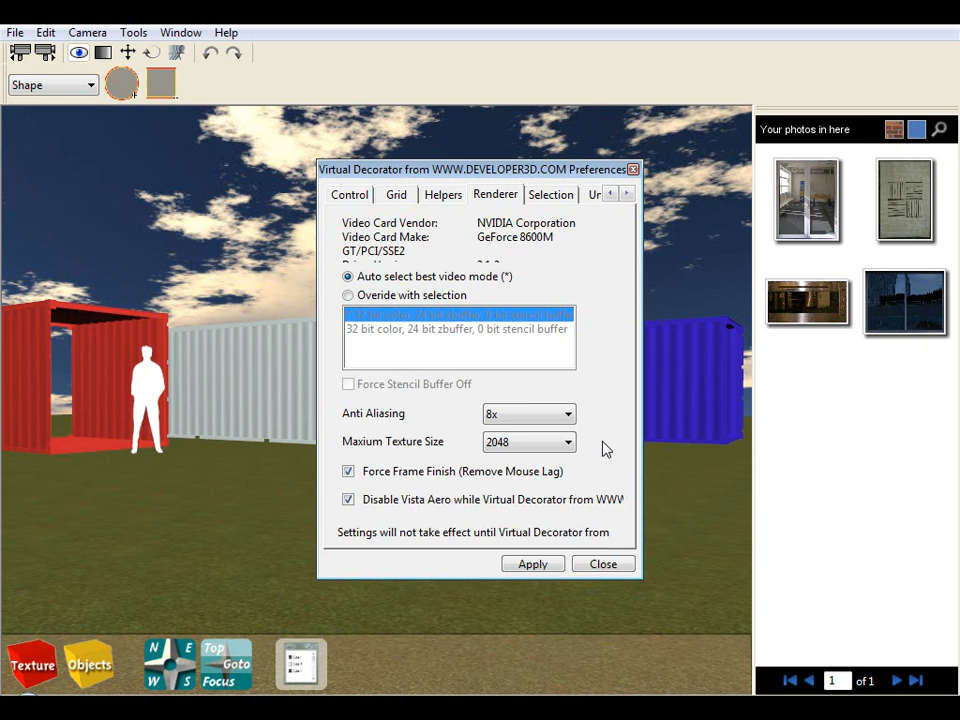 File Edit Camera Tools Window Help
Shape
Your photos in here
Virtual Decorator from WWW.DEVELOPER3D.COM Preferences
Control Grid Helpers Renderer Selection Ur
Video Card Vendor: NVIDIA Corporation
Video Card Make: GeForce 8600M
GT/PCI/SSE2
Auto select best video mode (*)
Overide with selection
32 bit color, 24 bit zbuffer, 0 bit stencil buffer
Force Stencil Buffer Off
Anti Aliasing 8x
Maxium Texture Size 2048
Force Frame Finish (Remove Mouse Lag)
Disable Vista Aero while Virtual Decorator from WWW
Settings will not take effect until Virtual Decorator from
Apply Close
Texture Objects
N E
W S
Top
Goto
Focus
1 of 1